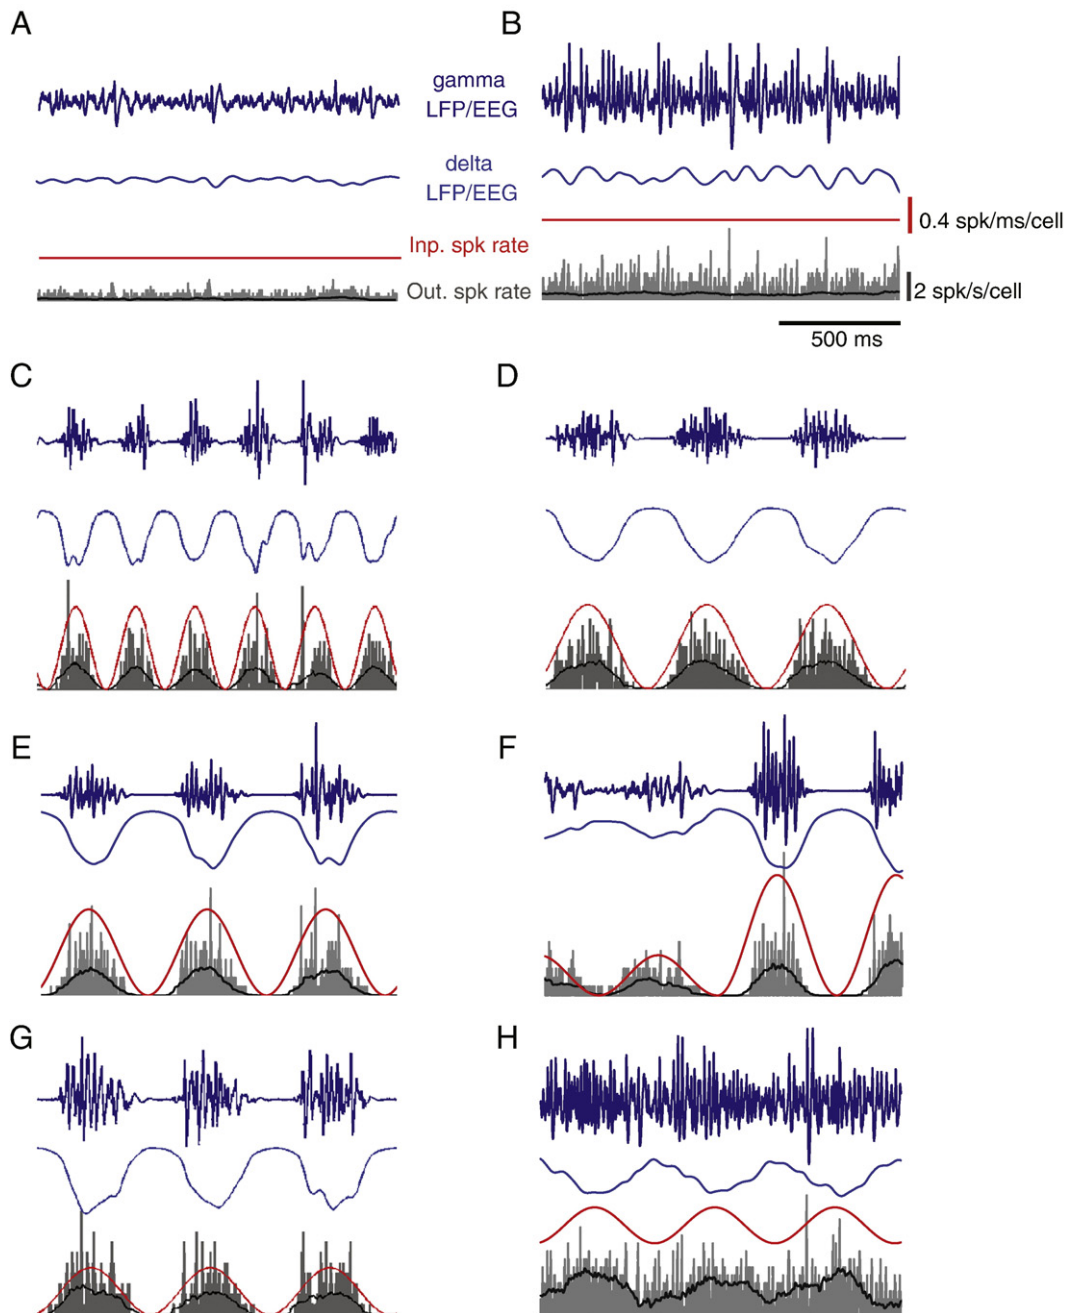 A
B
gamma
LFP/EEG
delta
LFP/EEG
0.4 spk/ms/cell
Inp. spk rate
Out. spk rate
2 spk/s/cell
500 ms
C
D
E
F
G
H